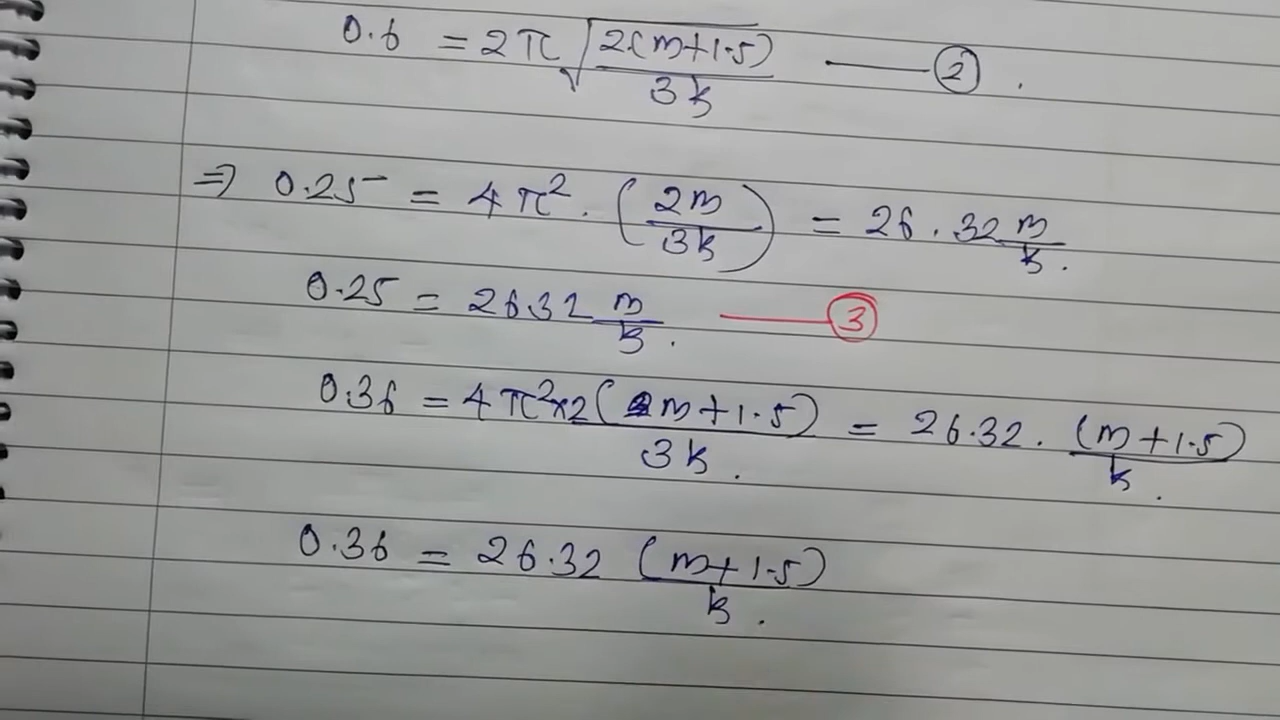 0.6 = 2π √(2(m+1.5)/3k) —— ②.
⇒ 0.25 = 4π². (2m/3k) = 26.32 m/k.
0.25 = 26.32 m/k. —— ③
0.36 = 4π²×2(m+1.5)/3k. = 26.32. (m+1.5)/k.
0.36 = 26.32 (m+1.5)/k.